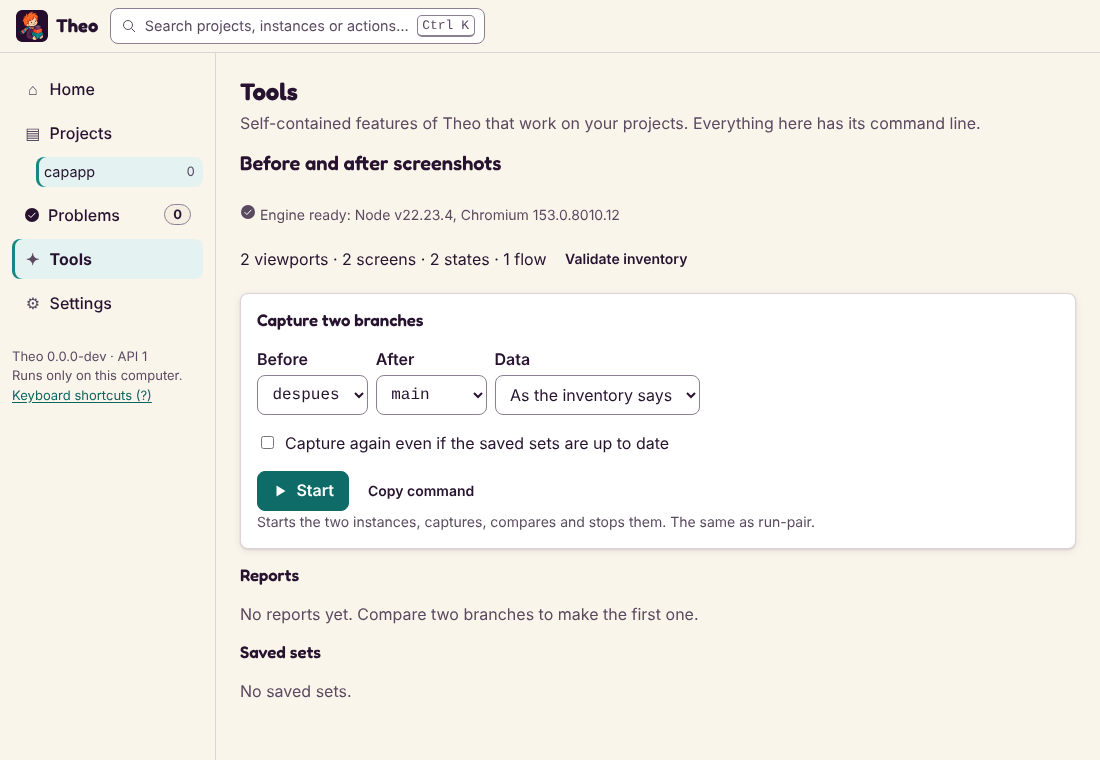 Theo
Search projects, instances or actions...
Ctrl K
Home
Projects
capapp 0
Problems 0
Tools
Settings
Theo 0.0.0-dev · API 1
Runs only on this computer.
Keyboard shortcuts (?)
Tools
Self-contained features of Theo that work on your projects. Everything here has its command line.
Before and after screenshots
Engine ready: Node v22.23.4, Chromium 153.0.8010.12
2 viewports · 2 screens · 2 states · 1 flow Validate inventory
Capture two branches
Before After Data
despues main As the inventory says
Capture again even if the saved sets are up to date
Start Copy command
Starts the two instances, captures, compares and stops them. The same as run-pair.
Reports
No reports yet. Compare two branches to make the first one.
Saved sets
No saved sets.